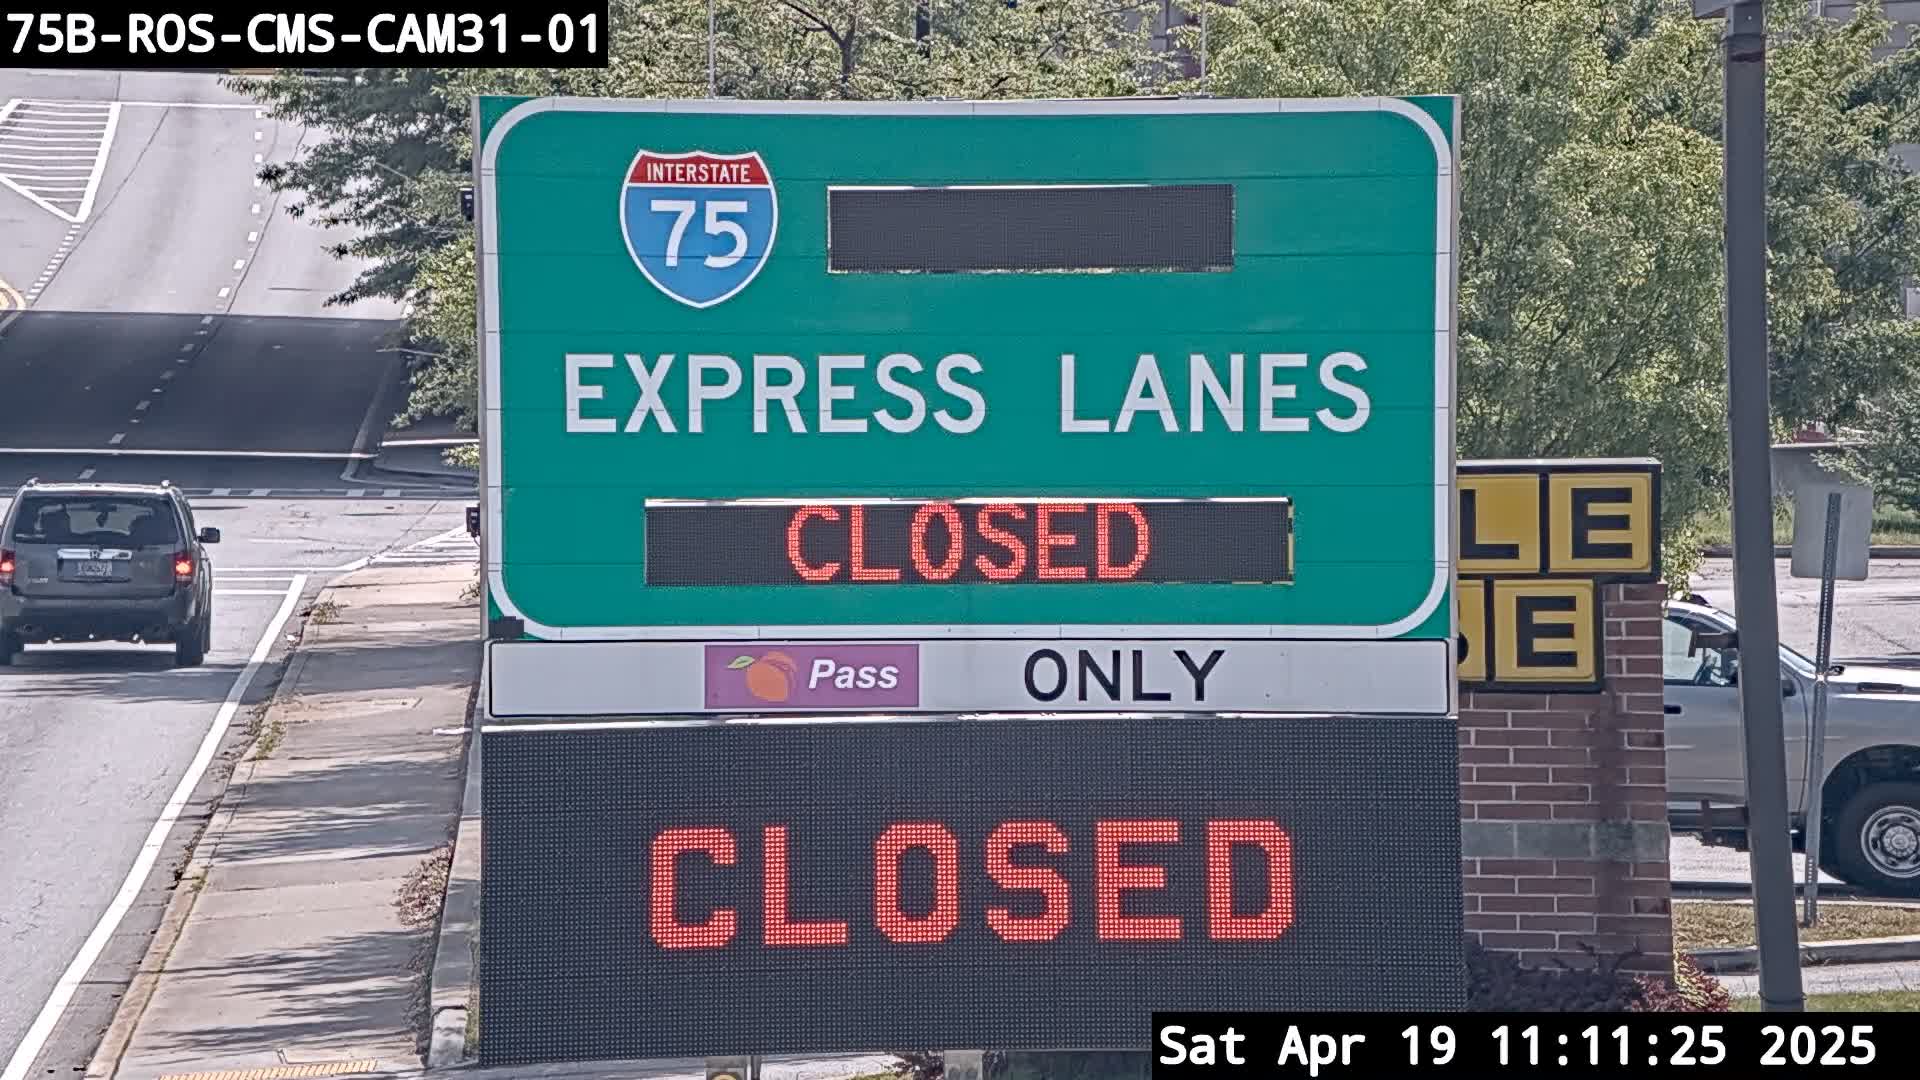 75B-ROS-CMS-CAM31-01
INTERSTATE
75
EXPRESS LANES
CLOSED
Pass ONLY
CLOSED
LE
E
Sat Apr 19 11:11:25 2025